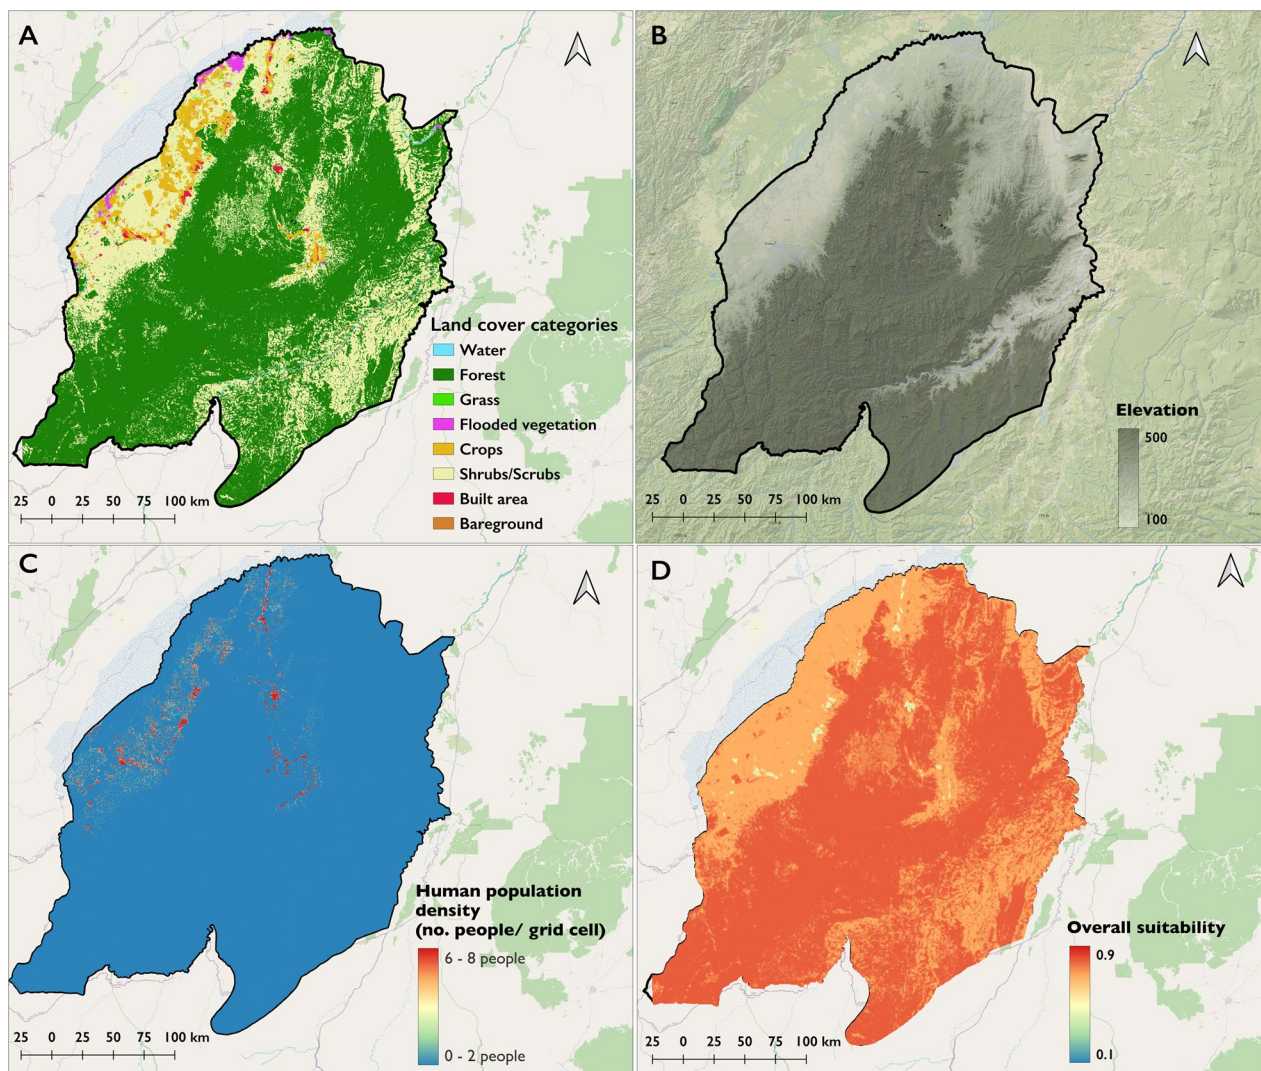 A
Land cover categories
Water
Forest
Grass
Flooded vegetation
Crops
Shrubs/Scrubs
Built area
Bareground
25 0 25 50 75 100 km
B
Elevation
500
100
25 0 25 50 75 100 km
C
Human population
density
(no. people/ grid cell)
6 - 8 people
0 - 2 people
25 0 25 50 75 100 km
D
Overall suitability
0.9
0.1
25 0 25 50 75 100 km